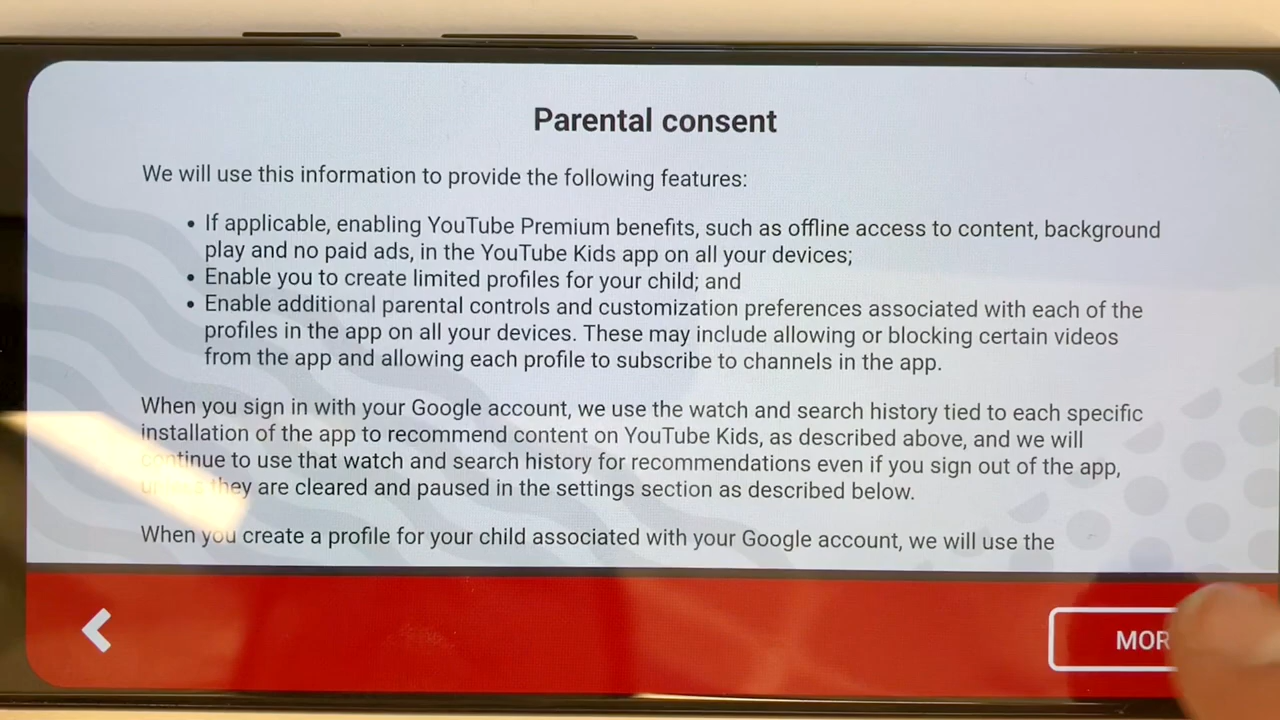 Parental consent
We will use this information to provide the following features:
• If applicable, enabling YouTube Premium benefits, such as offline access to content, background
play and no paid ads, in the YouTube Kids app on all your devices;
• Enable you to create limited profiles for your child; and
• Enable additional parental controls and customization preferences associated with each of the
profiles in the app on all your devices. These may include allowing or blocking certain videos
from the app and allowing each profile to subscribe to channels in the app.
When you sign in with your Google account, we use the watch and search history tied to each specific
installation of the app to recommend content on YouTube Kids, as described above, and we will
continue to use that watch and search history for recommendations even if you sign out of the app,
they are cleared and paused in the settings section as described below.
When you create a profile for your child associated with your Google account, we will use the
MOR